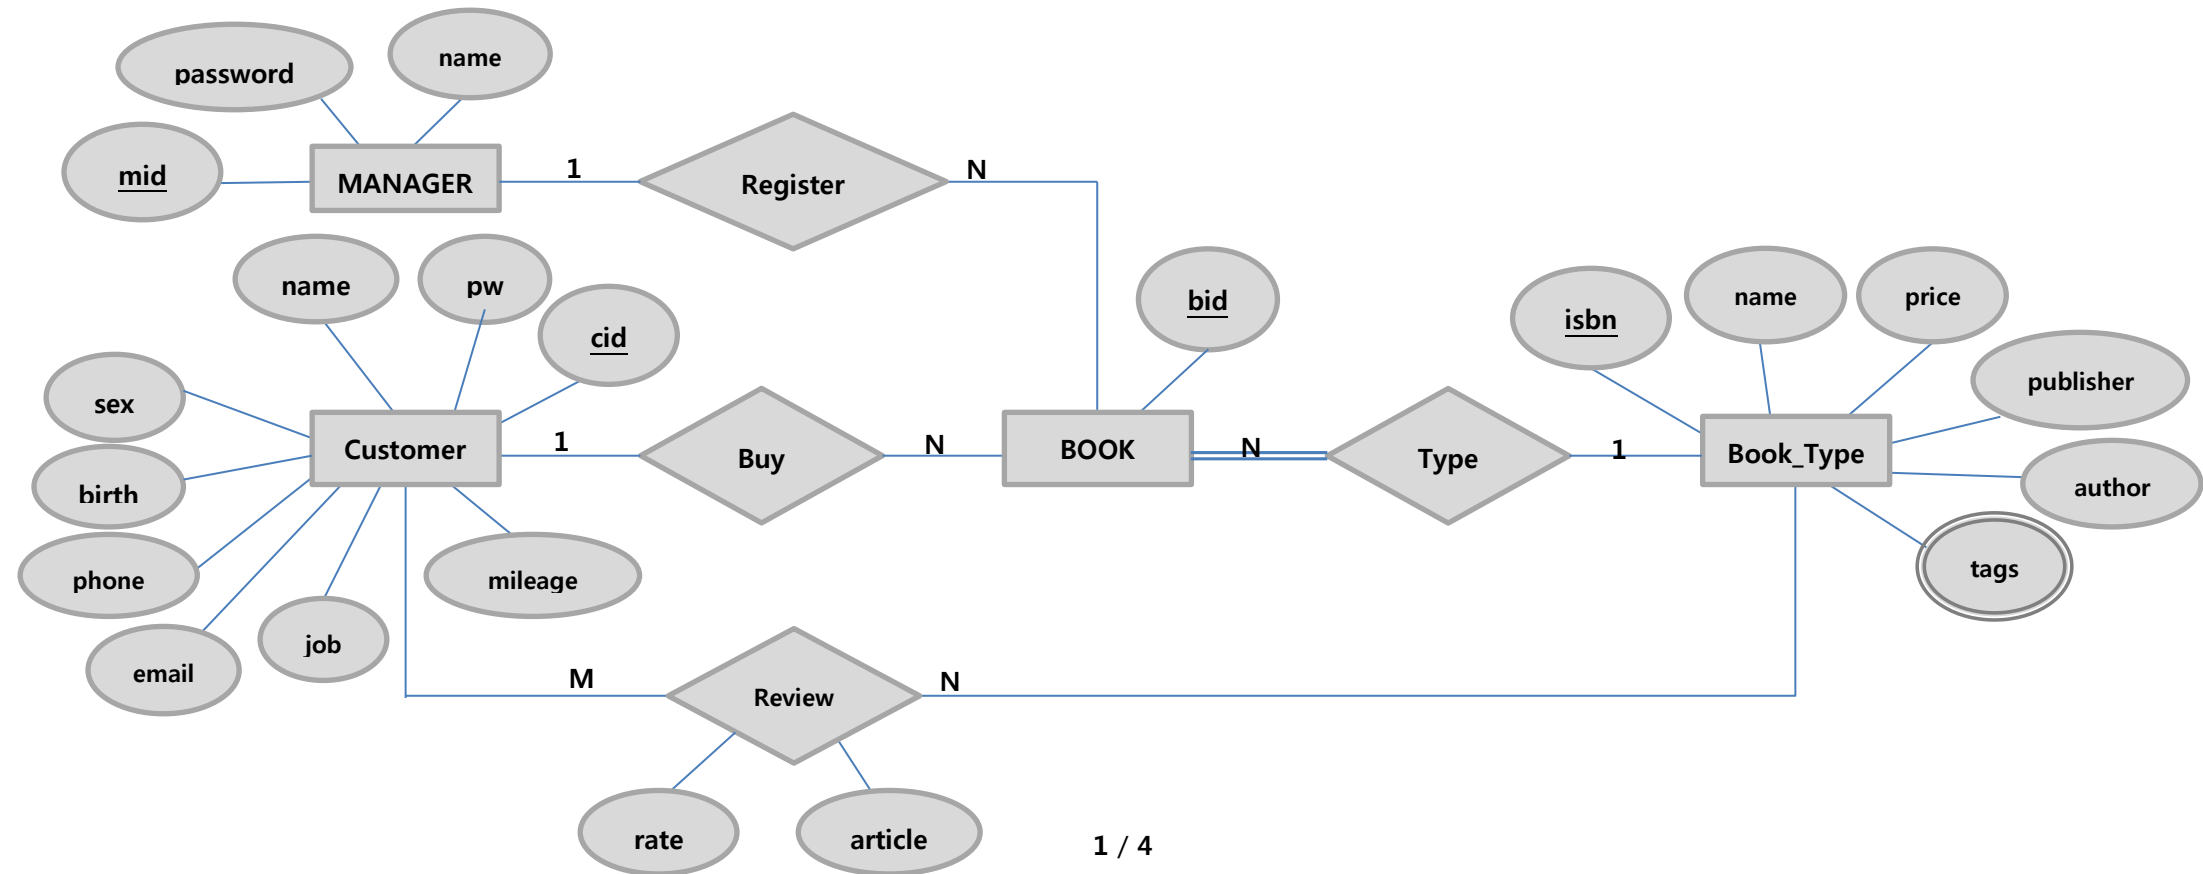 password
name
mid
MANAGER
1
Register
N
name
pw
cid
sex
birth
phone
email
job
mileage
Customer
1
Buy
N
BOOK
bid
N
Type
1
Book_Type
isbn
name
price
publisher
author
tags
M
Review
N
rate
article
1 / 4